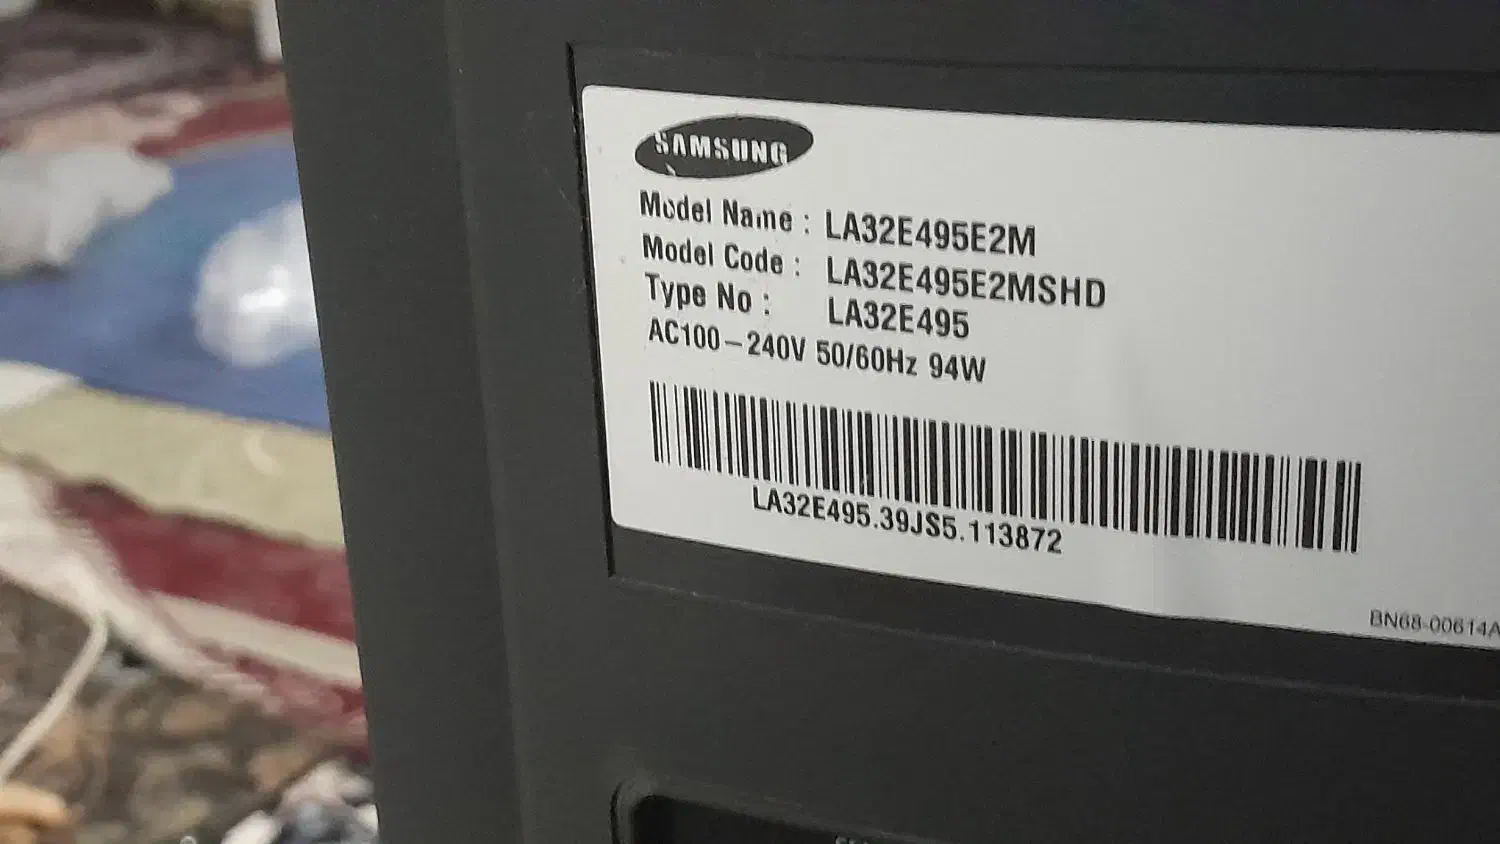 SAMSUNG
Model Name : LA32E495E2M
Model Code : LA32E495E2MSHD
Type No : LA32E495
AC100-240V 50/60Hz 94W
LA32E495.39JS5.113872
BN68-00614A